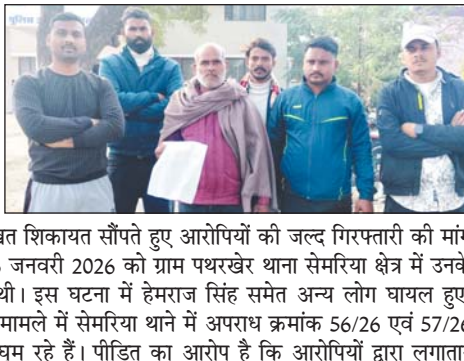 पुलिस
खत शिकायत सौंपते हुए आरोपियों की जल्द गिरफ्तारी की मांग
जनवरी 2026 को ग्राम पथरखेर थाना सेमरिया क्षेत्र में उनके
थी। इस घटना में हेमराज सिंह समेत अन्य लोग घायल हुए
मामले में सेमरिया थाने में अपराध क्रमांक 56/26 एवं 57/26
घूम रहे हैं। पीड़ित का आरोप है कि आरोपियों द्वारा लगाता